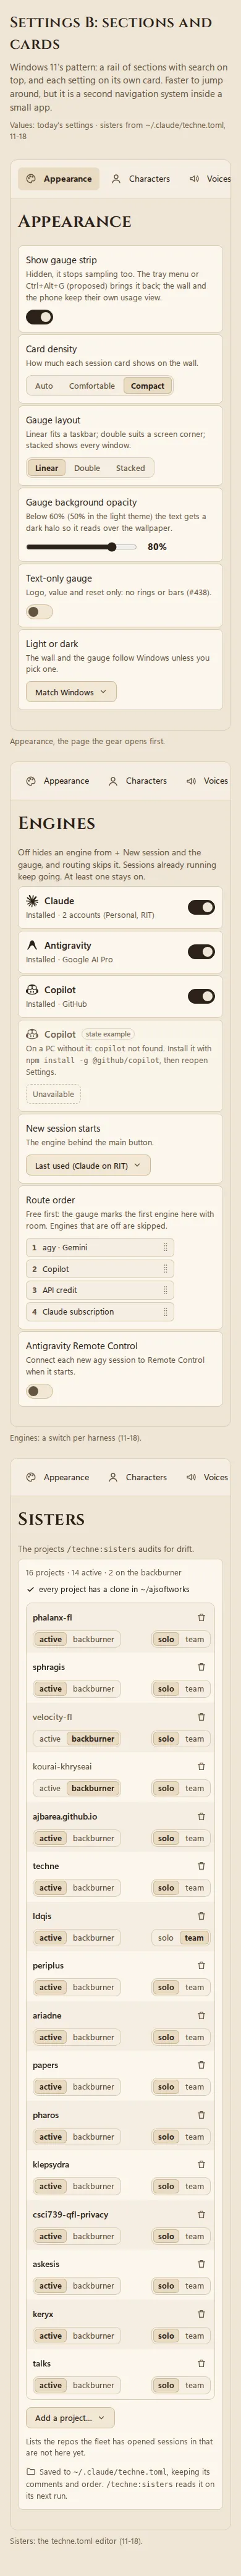 Settings B: sections and
cards
Windows 11's pattern: a rail of sections with search on
top, and each setting on its own card. Faster to jump
around, but it is a second navigation system inside a
small app.
Values: today's settings · sisters from ~/.claude/techne.toml,
11-18
Appearance Characters Voices
Appearance
Show gauge strip
Hidden, it stops sampling too. The tray menu or
Ctrl+Alt+G (proposed) brings it back; the wall and
the phone keep their own usage view.
Card density
How much each session card shows on the wall.
Auto Comfortable Compact
Gauge layout
Linear fits a taskbar; double suits a screen corner;
stacked shows every window.
Linear Double Stacked
Gauge background opacity
Below 60% (50% in the light theme) the text gets a
dark halo so it reads over the wallpaper.
80%
Text-only gauge
Logo, value and reset only: no rings or bars (#438).
Light or dark
The wall and the gauge follow Windows unless you
pick one.
Match Windows
Appearance, the page the gear opens first.
Appearance Characters Voices
Engines
Off hides an engine from + New session and the
gauge, and routing skips it. Sessions already running
keep going. At least one stays on.
Claude
Installed · 2 accounts (Personal, RIT)
Antigravity
Installed · Google AI Pro
Copilot
Installed · GitHub
Copilot state example
On a PC without it: copilot not found. Install it with
npm install -g @github/copilot, then reopen
Settings.
Unavailable
New session starts
The engine behind the main button.
Last used (Claude on RIT)
Route order
Free first: the gauge marks the first engine here with
room. Engines that are off are skipped.
1 agy · Gemini
2 Copilot
3 API credit
4 Claude subscription
Antigravity Remote Control
Connect each new agy session to Remote Control
when it starts.
Engines: a switch per harness (11-18).
Appearance Characters Voices
Sisters
The projects /techne:sisters audits for drift.
16 projects · 14 active · 2 on the backburner
every project has a clone in ~/ajsoftworks
phalanx-fl
active backburner solo team
sphragis
active backburner solo team
velocity-fl
active backburner solo team
kourai-khryseai
active backburner solo team
ajbarea.github.io
active backburner solo team
techne
active backburner solo team
ldqis
active backburner solo team
periplus
active backburner solo team
ariadne
active backburner solo team
papers
active backburner solo team
pharos
active backburner solo team
klepsydra
active backburner solo team
csci739-qfl-privacy
active backburner solo team
askesis
active backburner solo team
keryx
active backburner solo team
talks
active backburner solo team
Add a project...
Lists the repos the fleet has opened sessions in that
are not here yet.
Saved to ~/.claude/techne.toml, keeping its
comments and order. /techne:sisters reads it on
its next run.
Sisters: the techne.toml editor (11-18).